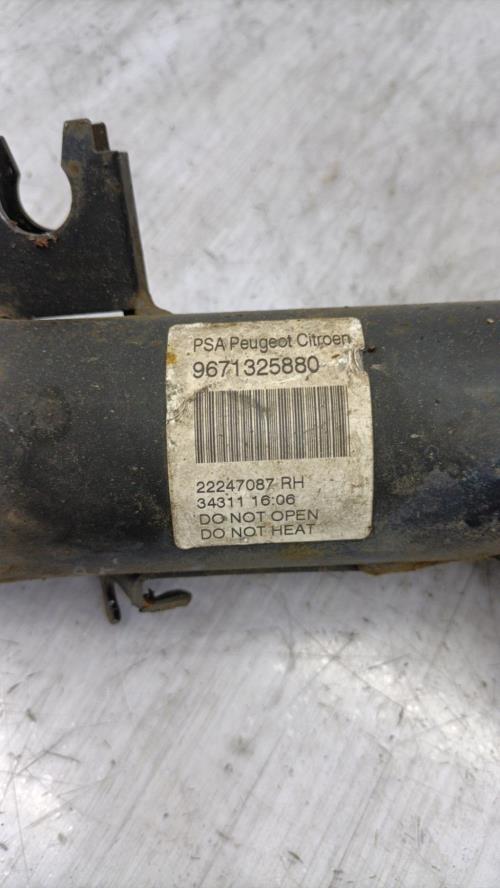 PSA Peugeot Citroen
9671325880
22247087 RH
34311 16:06
DO NOT OPEN
DO NOT HEAT